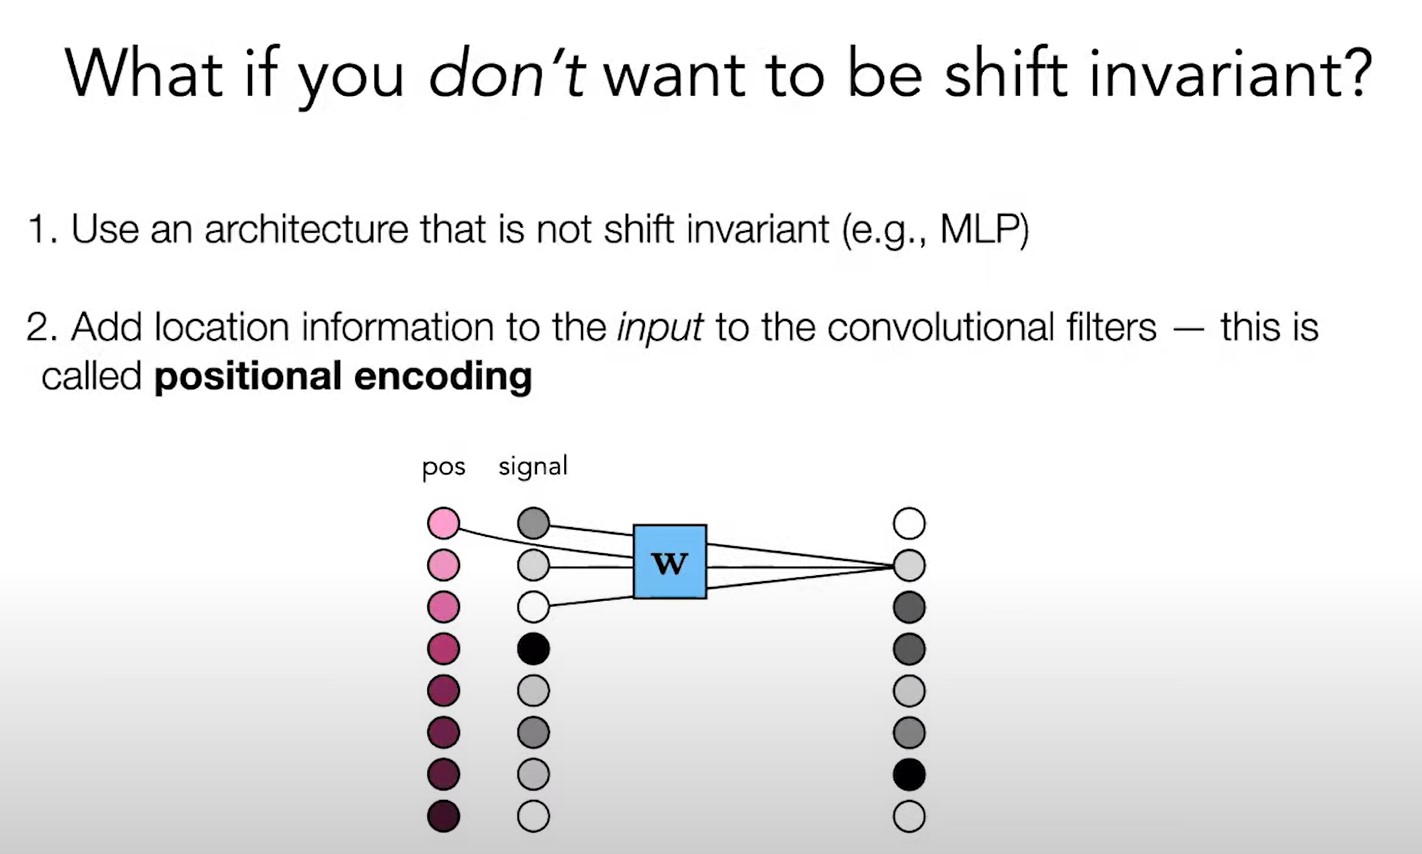 What if you don't want to be shift invariant?
1. Use an architecture that is not shift invariant (e.g., MLP)
2. Add location information to the input to the convolutional filters — this is
called positional encoding
pos signal
w